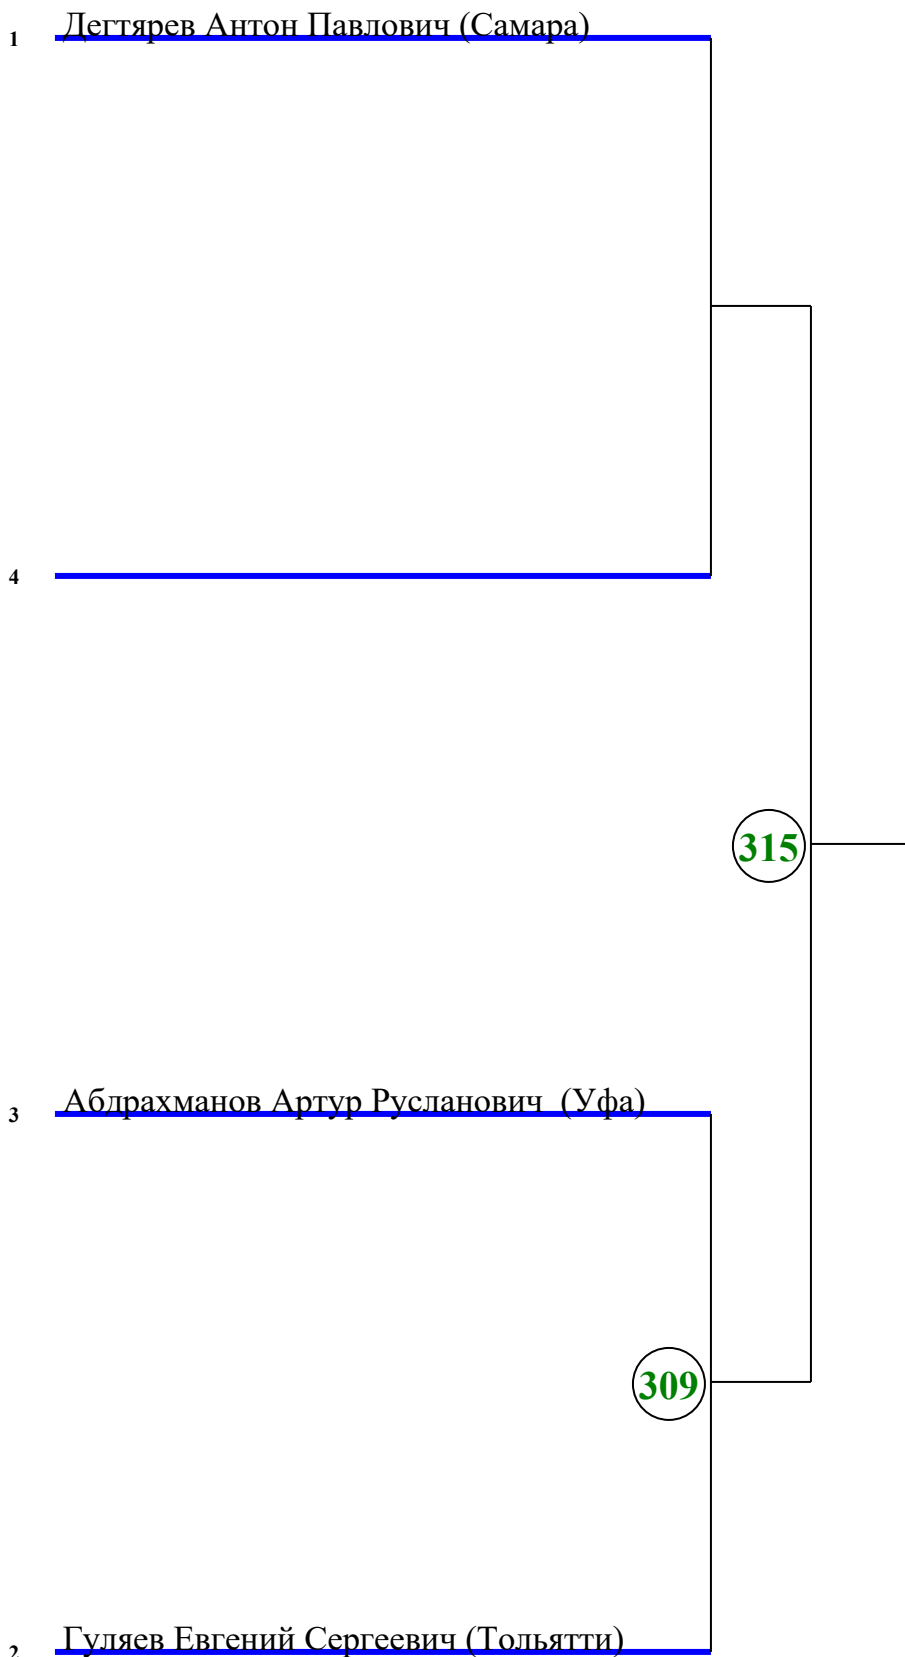 1 Дегтярев Антон Павлович (Самара)
4
315
3 Абдрахманов Артур Русланович (Уфа)
309
2 Гуляев Евгений Сергеевич (Тольятти)